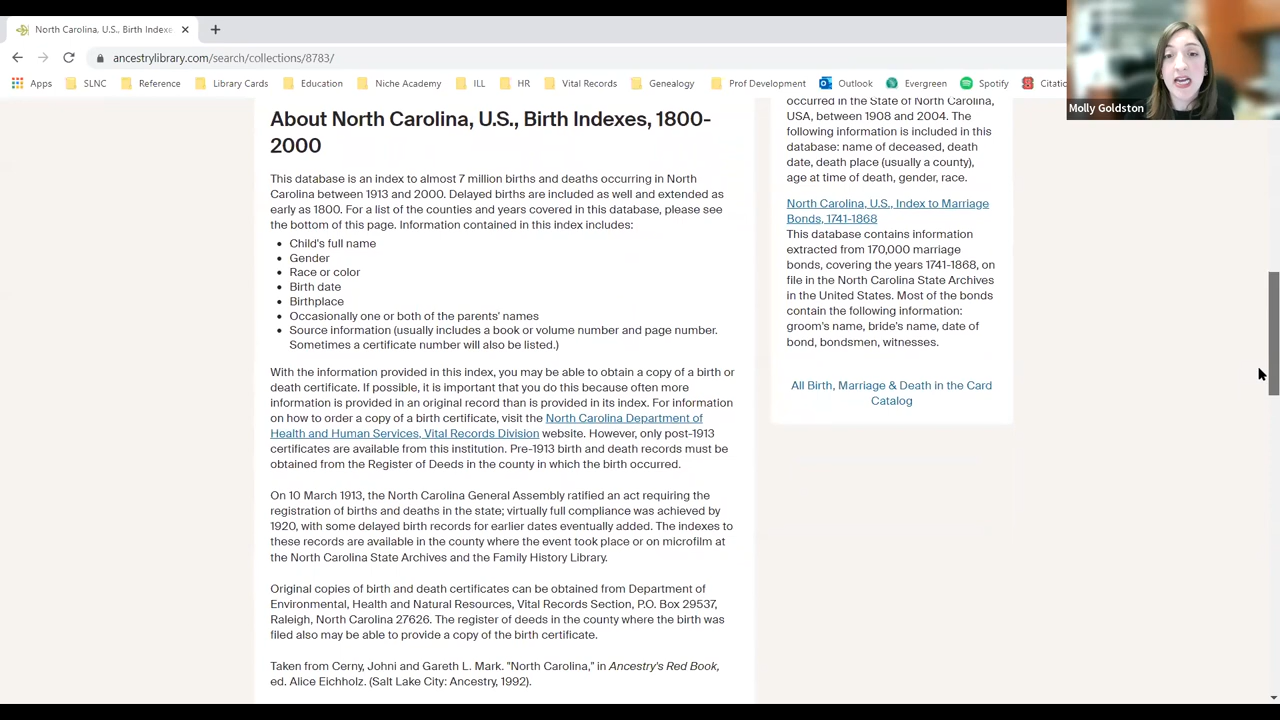 North Carolina, U.S., Birth Indexe
ancestrylibrary.com/search/collections/8783/
Apps SLNC Reference Library Cards Education Niche Academy ILL HR Vital Records Genealogy Prof Development Outlook Evergreen Spotify Citatio
Molly Goldston
About North Carolina, U.S., Birth Indexes, 1800-
2000
This database is an index to almost 7 million births and deaths occurring in North
Carolina between 1913 and 2000. Delayed births are included as well and extended as
early as 1800. For a list of the counties and years covered in this database, please see
the bottom of this page. Information contained in this index includes:
• Child's full name
• Gender
• Race or color
• Birth date
• Birthplace
• Occasionally one or both of the parents' names
• Source information (usually includes a book or volume number and page number.
Sometimes a certificate number will also be listed.)
With the information provided in this index, you may be able to obtain a copy of a birth or
death certificate. If possible, it is important that you do this because often more
information is provided in an original record than is provided in its index. For information
on how to order a copy of a birth certificate, visit the North Carolina Department of
Health and Human Services, Vital Records Division website. However, only post-1913
certificates are available from this institution. Pre-1913 birth and death records must be
obtained from the Register of Deeds in the county in which the birth occurred.
On 10 March 1913, the North Carolina General Assembly ratified an act requiring the
registration of births and deaths in the state; virtually full compliance was achieved by
1920, with some delayed birth records for earlier dates eventually added. The indexes to
these records are available in the county where the event took place or on microfilm at
the North Carolina State Archives and the Family History Library.
Original copies of birth and death certificates can be obtained from Department of
Environmental, Health and Natural Resources, Vital Records Section, P.O. Box 29537,
Raleigh, North Carolina 27626. The register of deeds in the county where the birth was
filed also may be able to provide a copy of the birth certificate.
Taken from Cerny, Johni and Gareth L. Mark. "North Carolina," in Ancestry's Red Book,
ed. Alice Eichholz. (Salt Lake City: Ancestry, 1992).
occurred in the State of North Carolina,
USA, between 1908 and 2004. The
following information is included in this
database: name of deceased, death
date, death place (usually a county),
age at time of death, gender, race.
North Carolina, U.S., Index to Marriage
Bonds, 1741-1868
This database contains information
extracted from 170,000 marriage
bonds, covering the years 1741-1868, on
file in the North Carolina State Archives
in the United States. Most of the bonds
contain the following information:
groom's name, bride's name, date of
bond, bondsmen, witnesses.
All Birth, Marriage & Death in the Card
Catalog